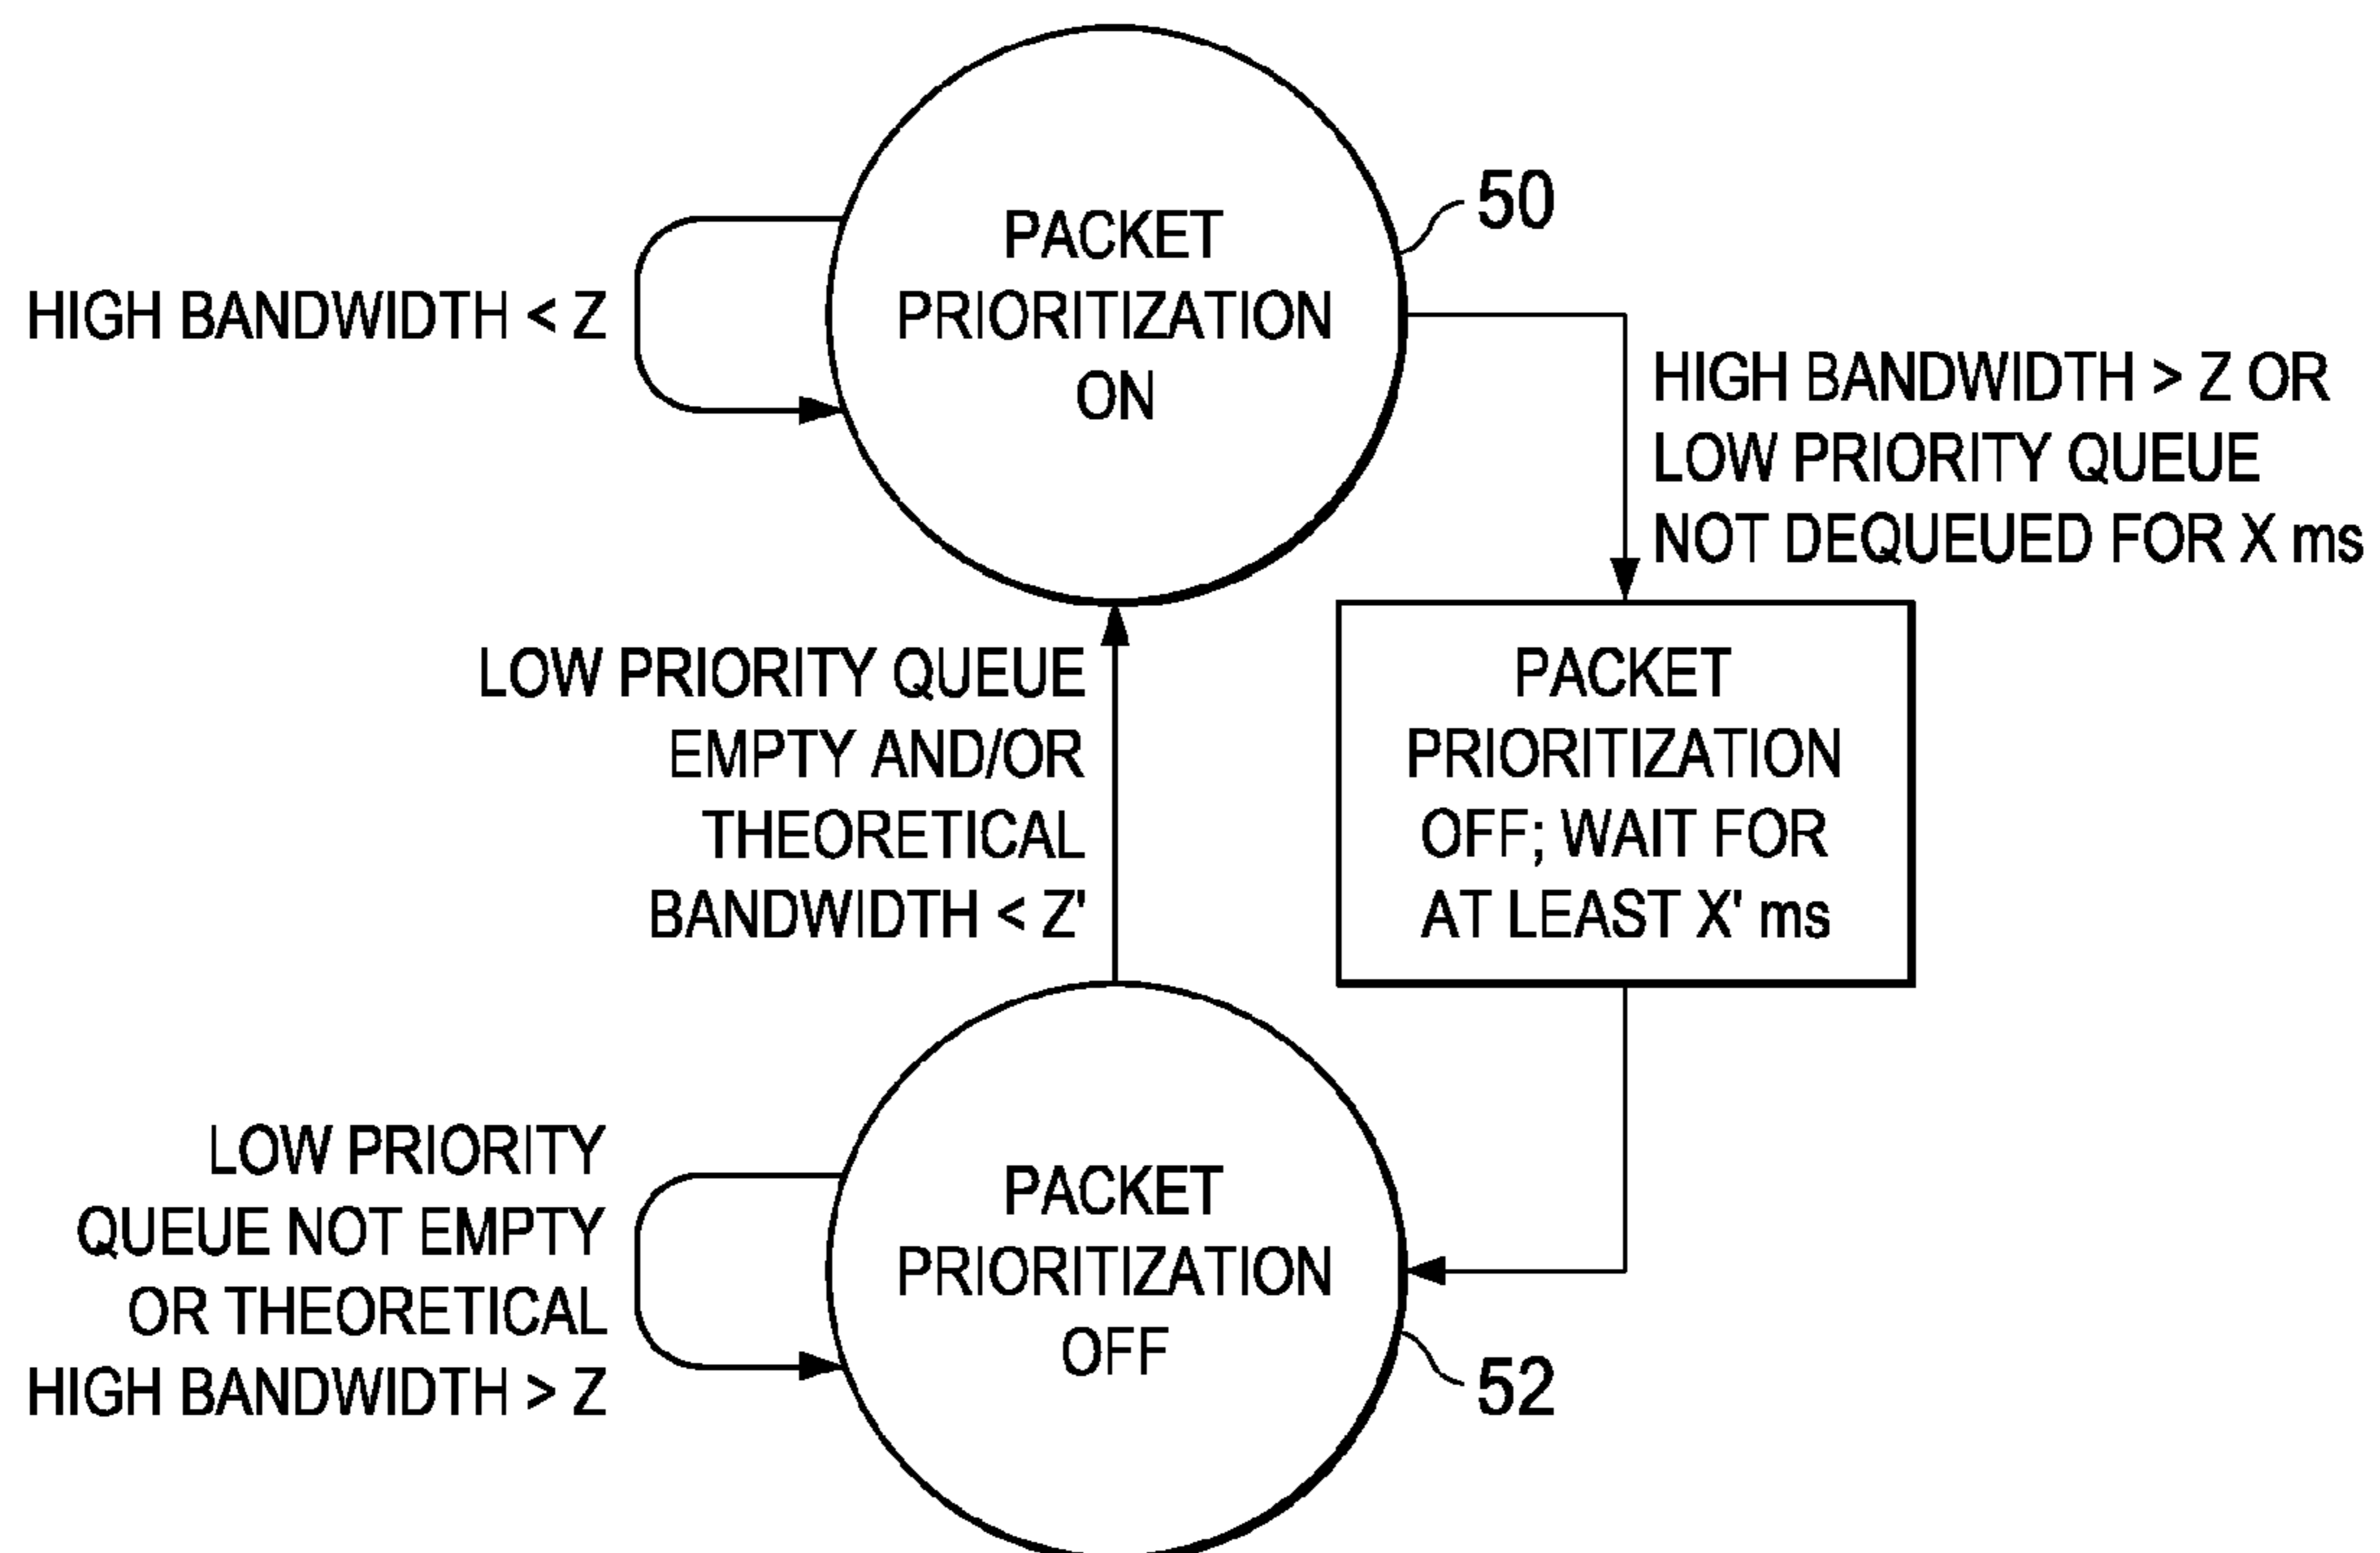 PACKET
PRIORITIZATION
ON
50
HIGH BANDWIDTH < Z
HIGH BANDWIDTH > Z OR
LOW PRIORITY QUEUE
NOT DEQUEUED FOR X ms
LOW PRIORITY QUEUE
EMPTY AND/OR
THEORETICAL
BANDWIDTH < Z'
PACKET
PRIORITIZATION
OFF; WAIT FOR
AT LEAST X' ms
LOW PRIORITY
QUEUE NOT EMPTY
OR THEORETICAL
HIGH BANDWIDTH > Z
PACKET
PRIORITIZATION
OFF
52